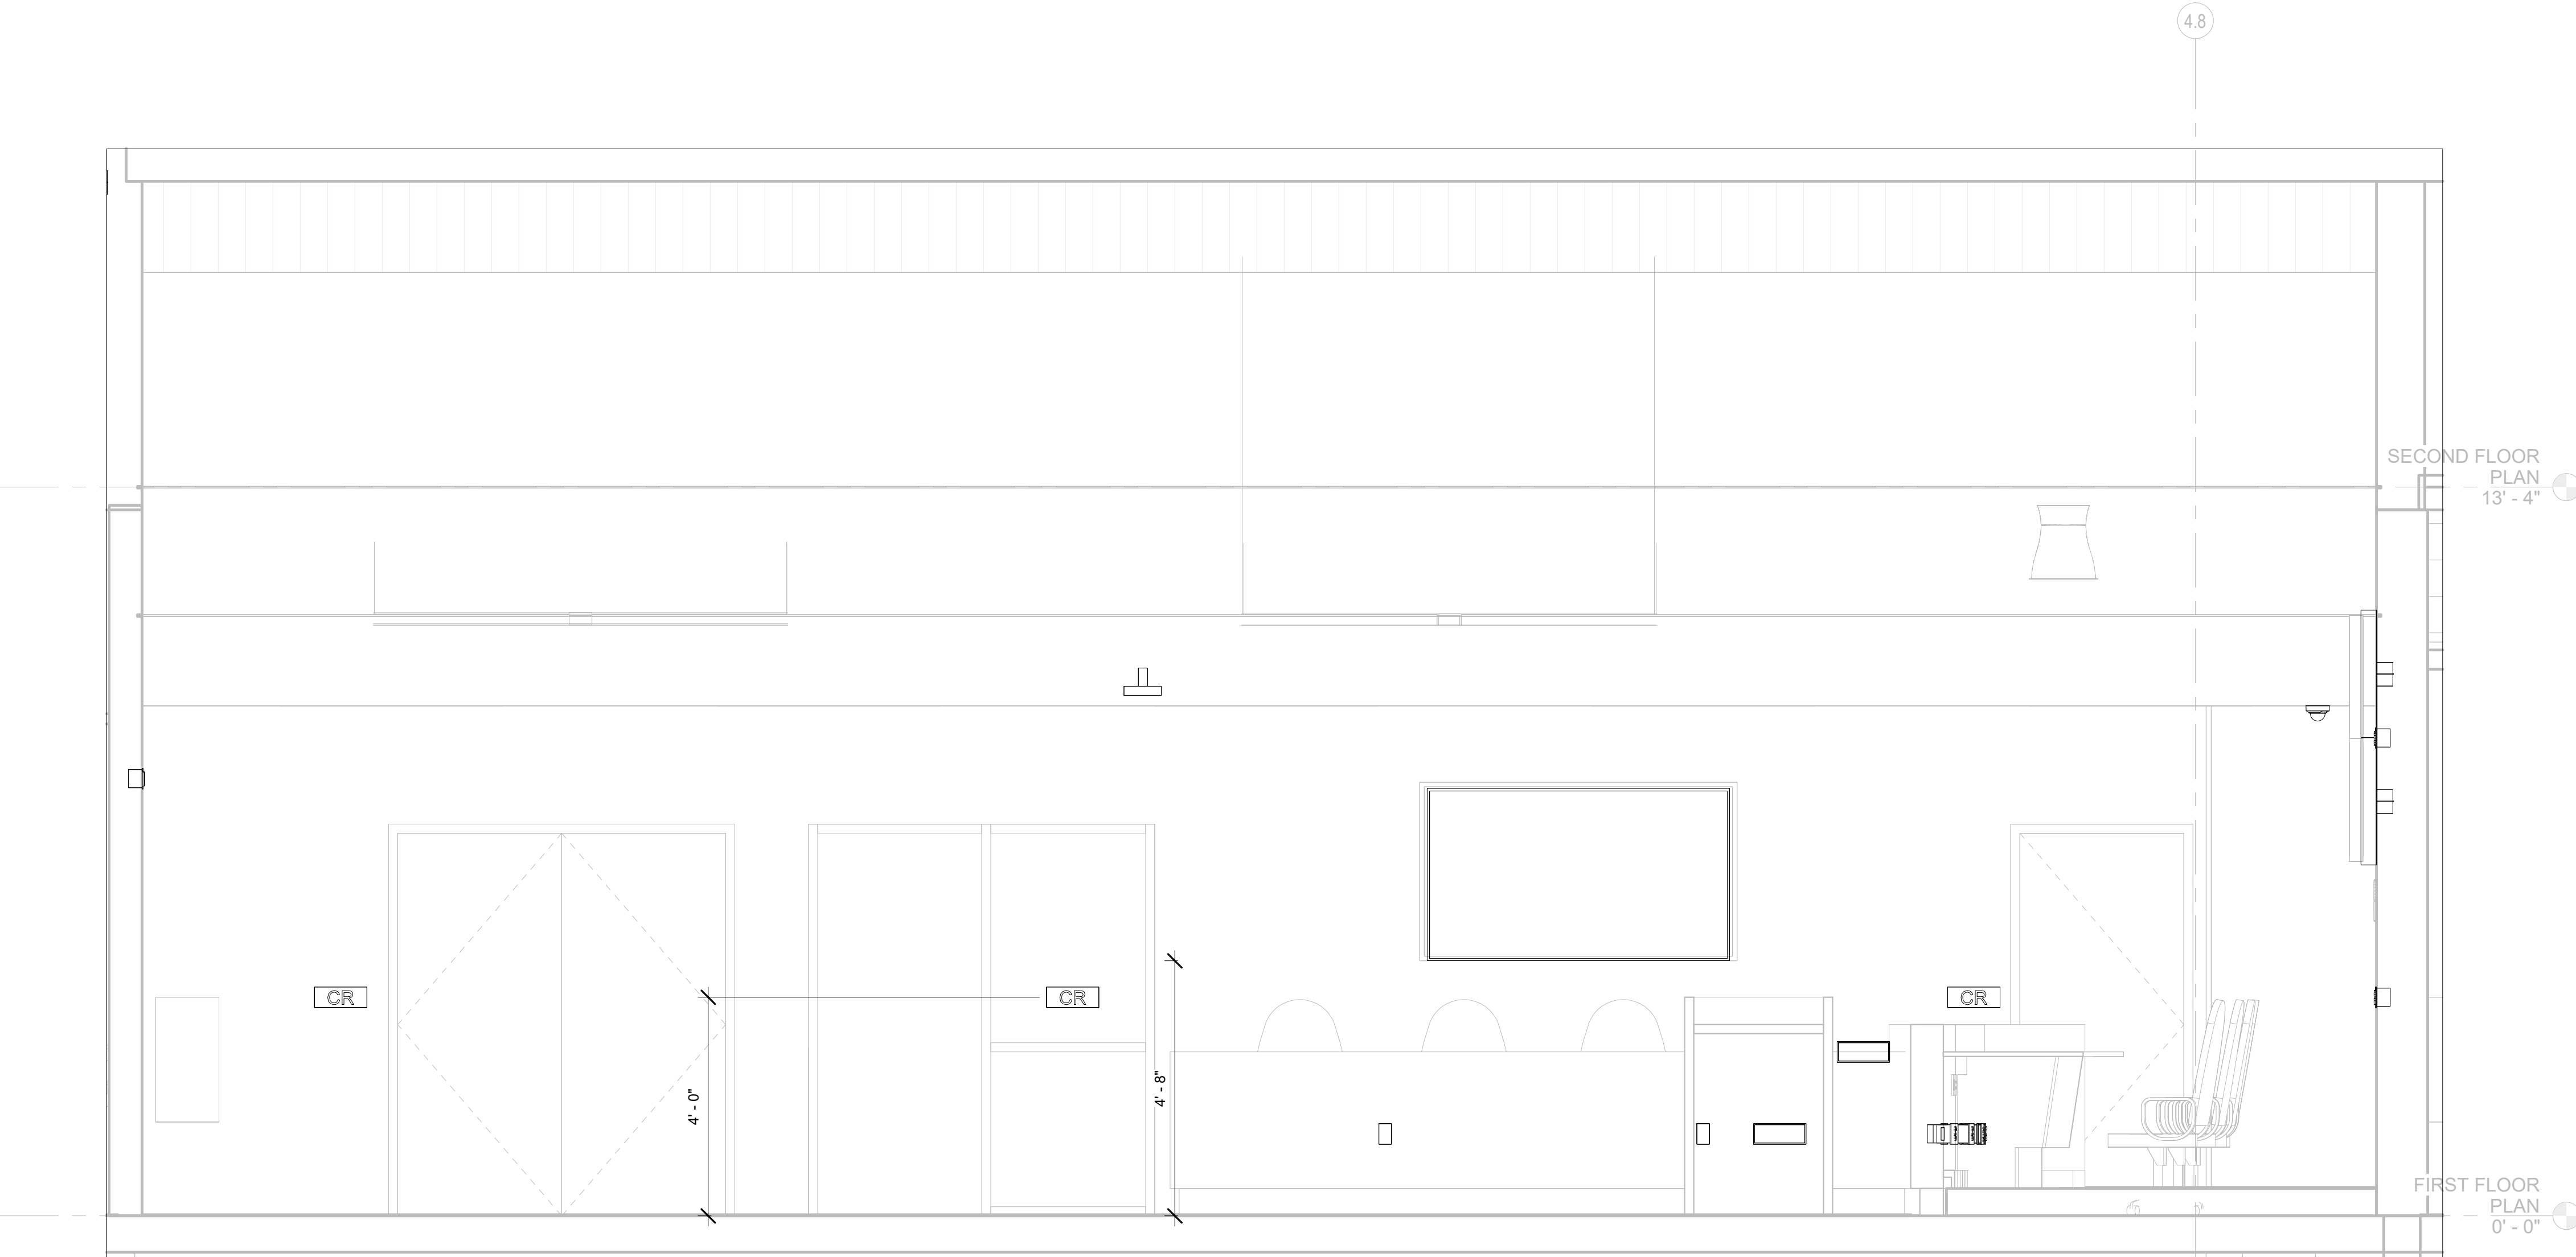 4.8
SECOND FLOOR
PLAN
13' - 4"
CR
CR
CR
4' - 0"
4' - 8"
FIRST FLOOR
PLAN
0' - 0"